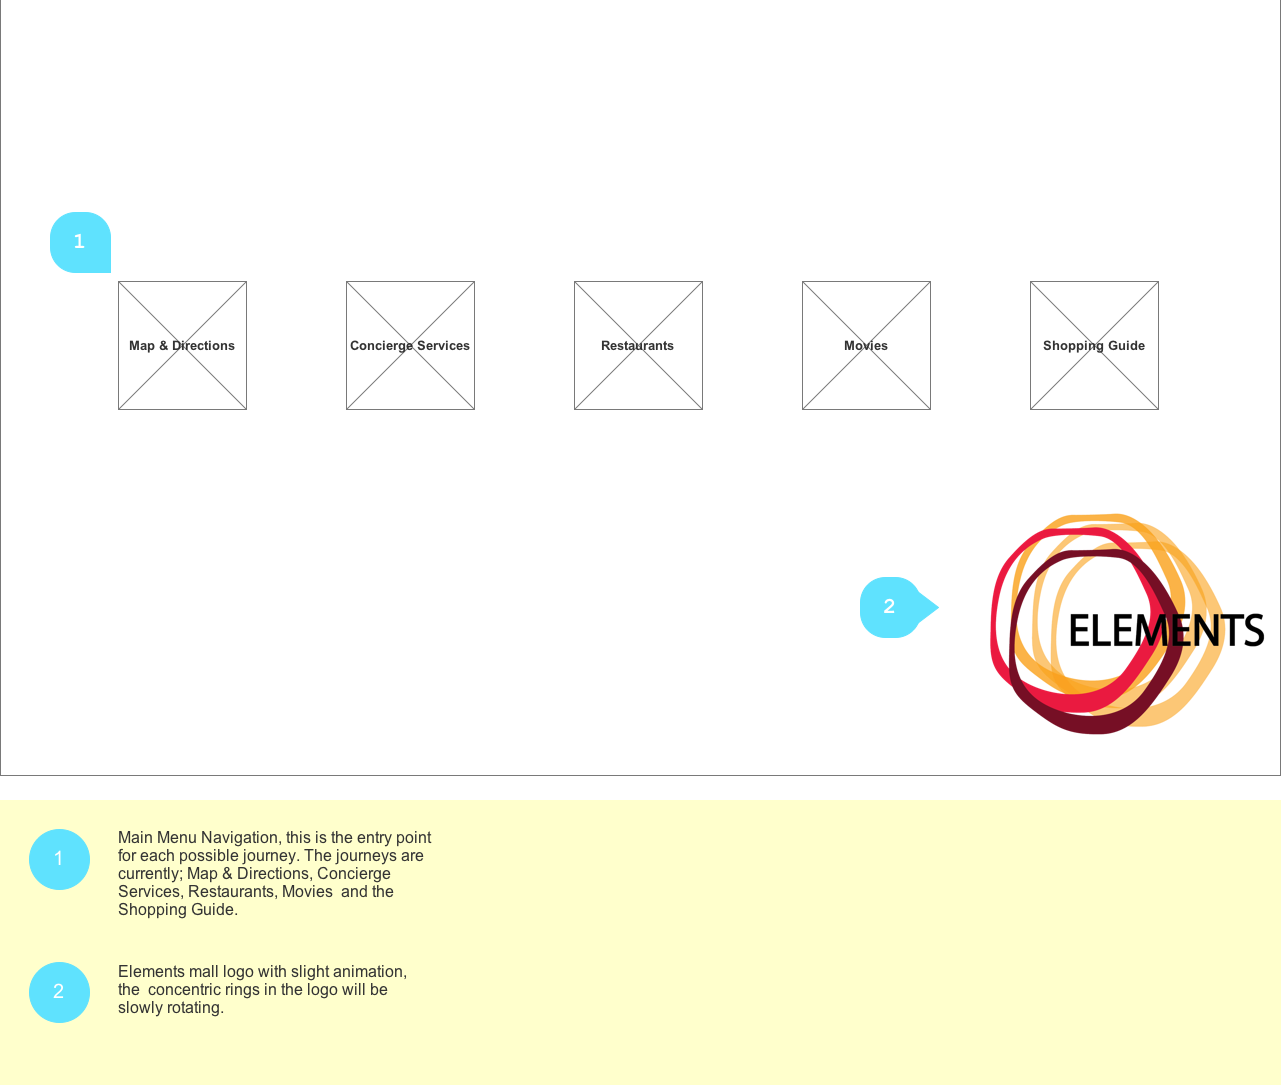 1
Map & Directions
Concierge Services
Restaurants
Movies
Shopping Guide
2
ELEMENTS
1
Main Menu Navigation, this is the entry point
for each possible journey. The journeys are
currently; Map & Directions, Concierge
Services, Restaurants, Movies  and the
Shopping Guide.
2
Elements mall logo with slight animation,
the  concentric rings in the logo will be
slowly rotating.